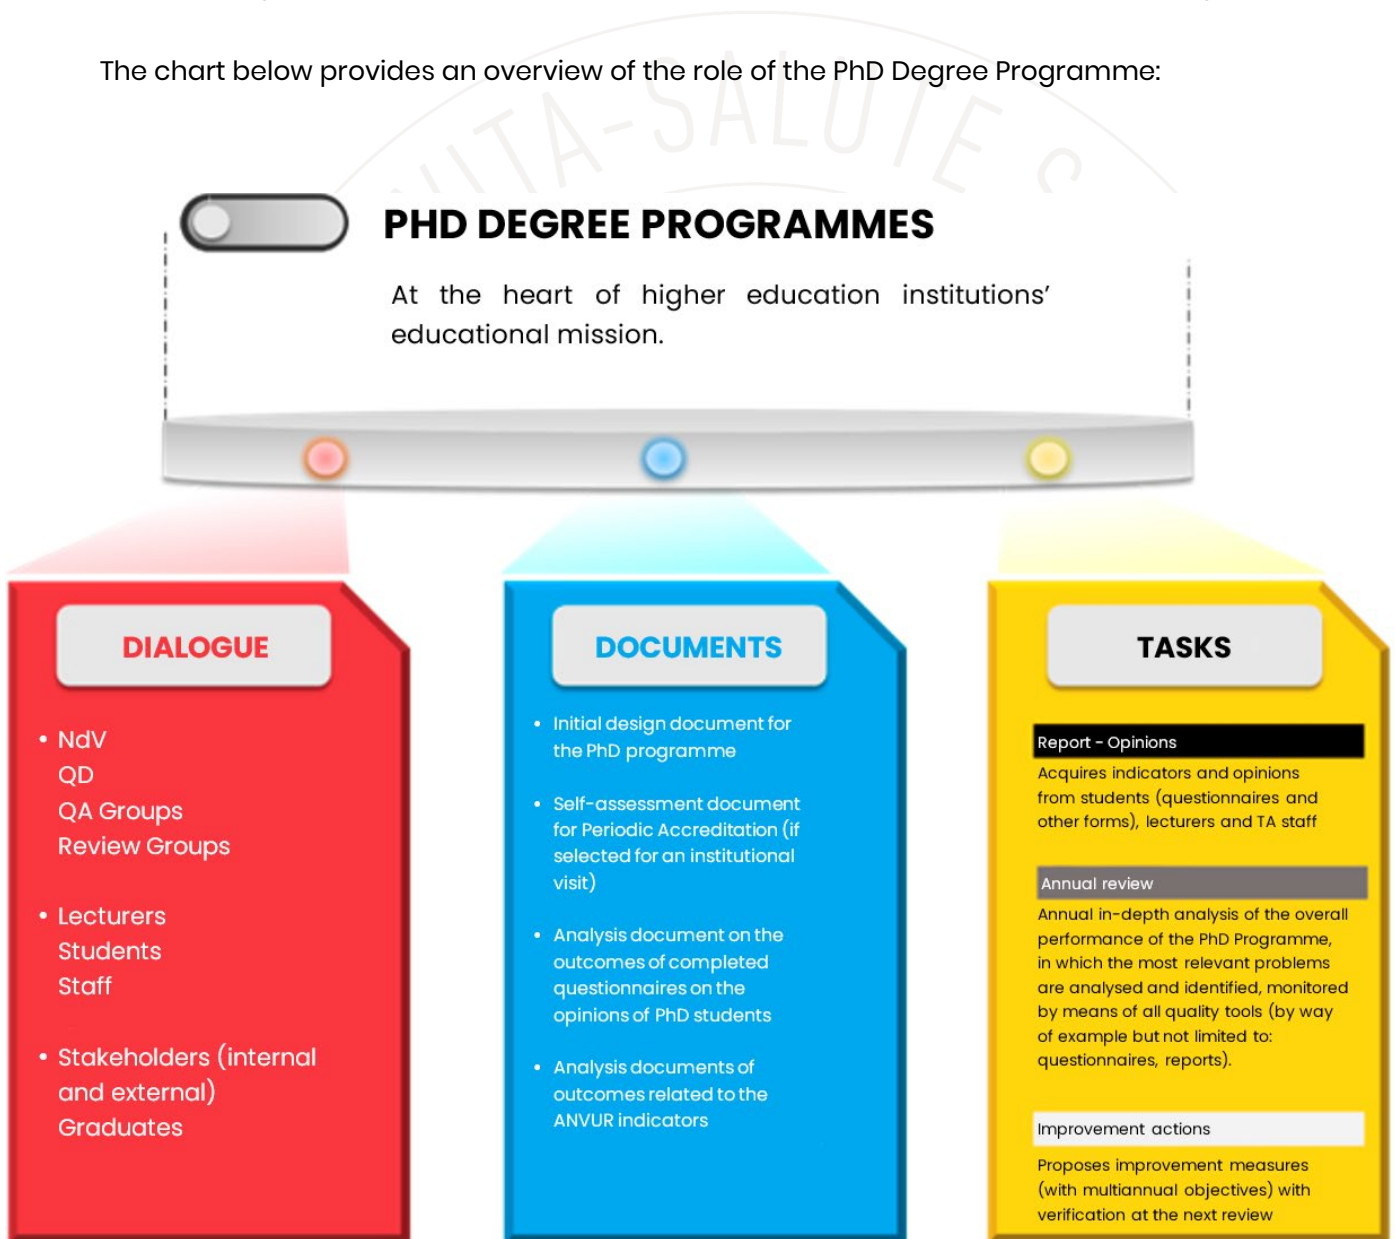 The chart below provides an overview of the role of the PhD Degree Programme:
VITA-SALUTE S
PHD DEGREE PROGRAMMES
At the heart of higher education institutions’
educational mission.
DIALOGUE
• NdV
QD
QA Groups
Review Groups
• Lecturers
Students
Staff
• Stakeholders (internal
and external)
Graduates
DOCUMENTS
• Initial design document for
the PhD programme
• Self-assessment document
for Periodic Accreditation (if
selected for an institutional
visit)
• Analysis document on the
outcomes of completed
questionnaires on the
opinions of PhD students
• Analysis documents of
outcomes related to the
ANVUR indicators
TASKS
Report - Opinions
Acquires indicators and opinions
from students (questionnaires and
other forms), lecturers and TA staff
Annual review
Annual in-depth analysis of the overall
performance of the PhD Programme,
in which the most relevant problems
are analysed and identified, monitored
by means of all quality tools (by way
of example but not limited to:
questionnaires, reports).
Improvement actions
Proposes improvement measures
(with multiannual objectives) with
verification at the next review